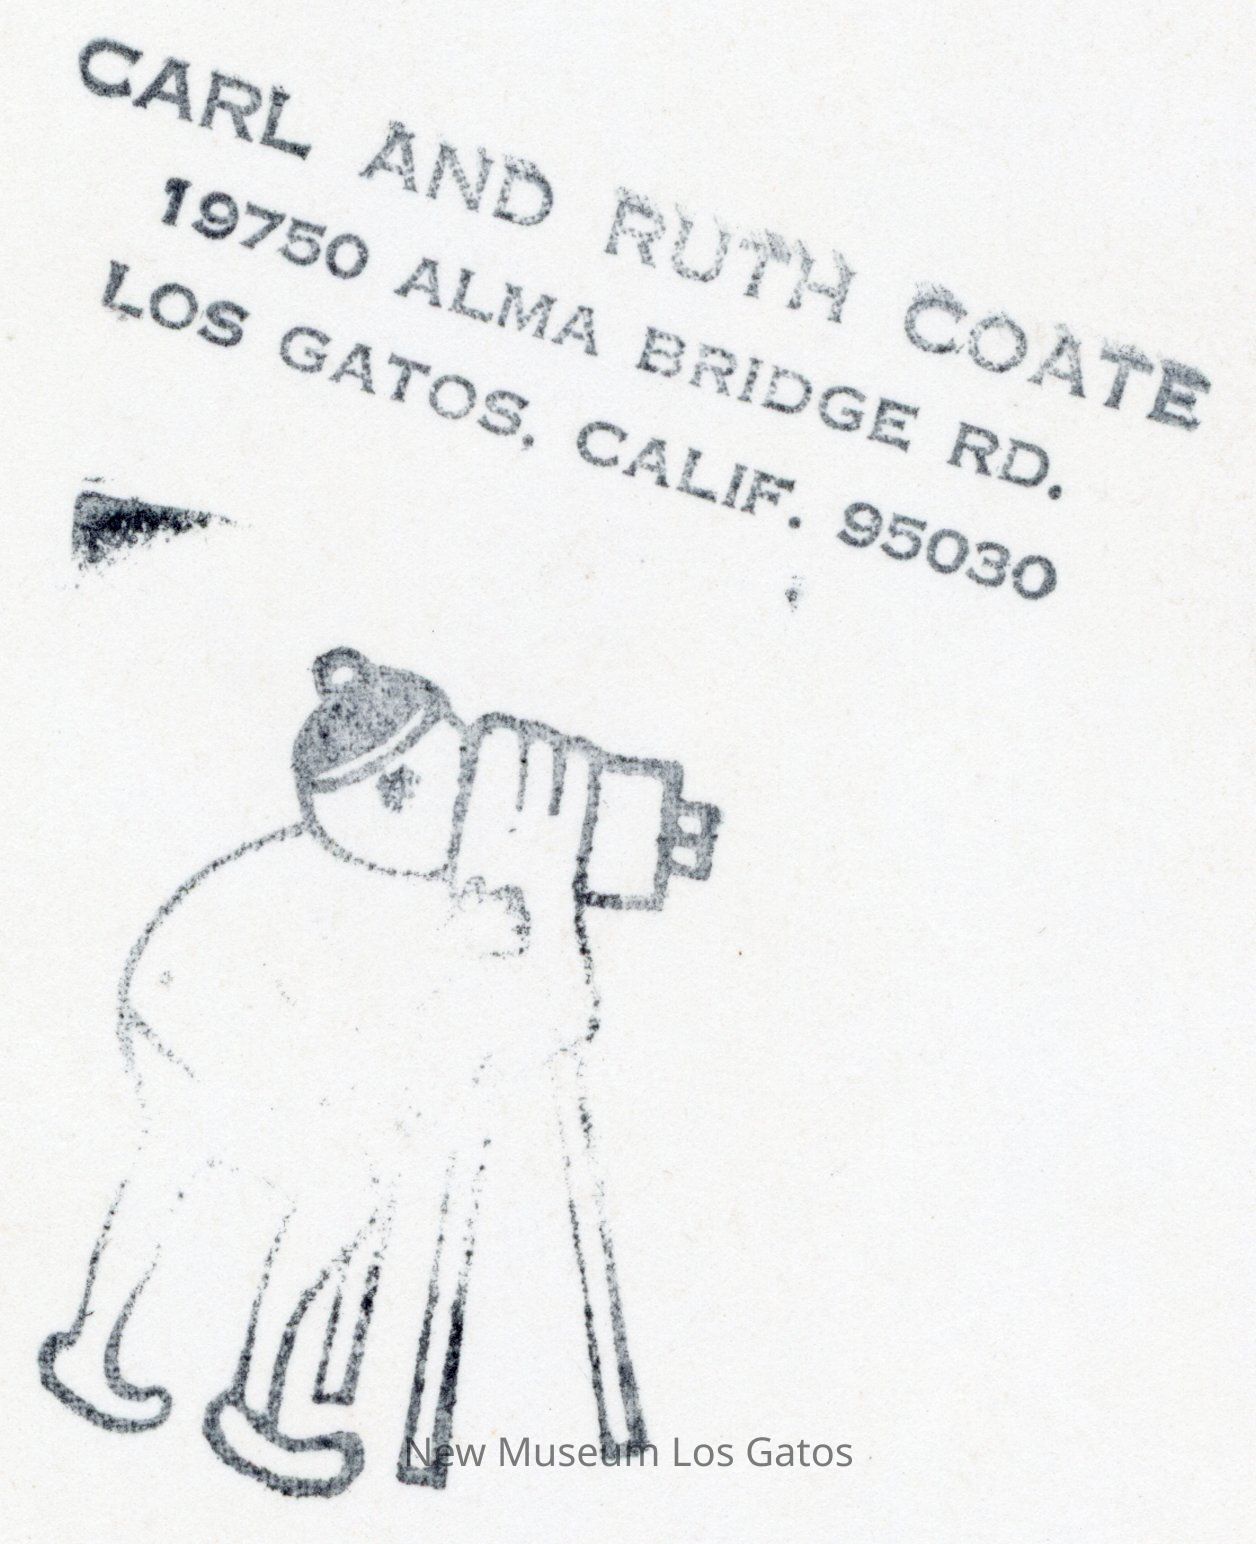 CARL AND RUTH COATE
19750 ALMA BRIDGE RD.
LOS GATOS, CALIF. 95030
New Museum Los Gatos